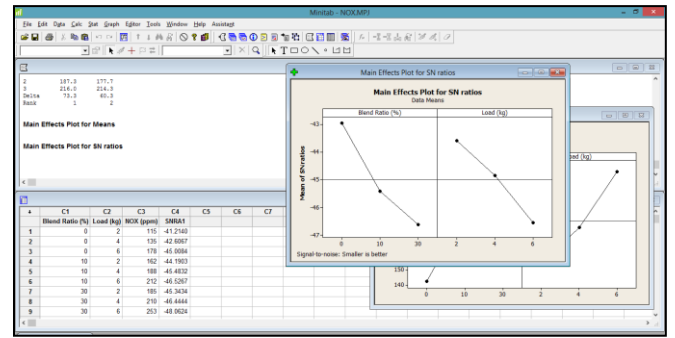 Minitab - NOX.MPJ
File Edit Data Calc Stat Graph Editor Tools Window Help Assistant
2 187.3 177.7
3 216.0 214.3
Delta 73.3 60.3
Rank 1 2
Main Effects Plot for Means
Main Effects Plot for SN ratios
Main Effects Plot for SN ratios
Main Effects Plot for SN ratios
Data Means
Blend Ratio (%) Load (kg)
Mean of SN ratios
-43
-44
-45
-46
-47
0 10 30 2 4 6
Signal-to-noise: Smaller is better
oad (kg)
150
140
0 10 30 2 4 6
C1 C2 C3 C4 C5 C6 C7
Blend Ratio (%) Load (kg) NOX (ppm) SNRA1
1 0 2 115 -41.2140
2 0 4 135 -42.6067
3 0 6 178 -45.0084
4 10 2 162 -44.1903
5 10 4 188 -45.4832
6 10 6 212 -46.5267
7 30 2 185 -45.3434
8 30 4 210 -46.4444
9 30 6 253 -48.0624